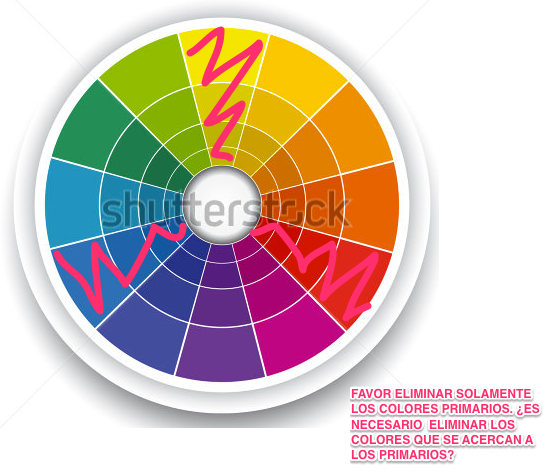 shutterstock
FAVOR ELIMINAR SOLAMENTE
LOS COLORES PRIMARIOS. ¿ES
NECESARIO ELIMINAR LOS
COLORES QUE SE ACERCAN A
LOS PRIMARIOS?